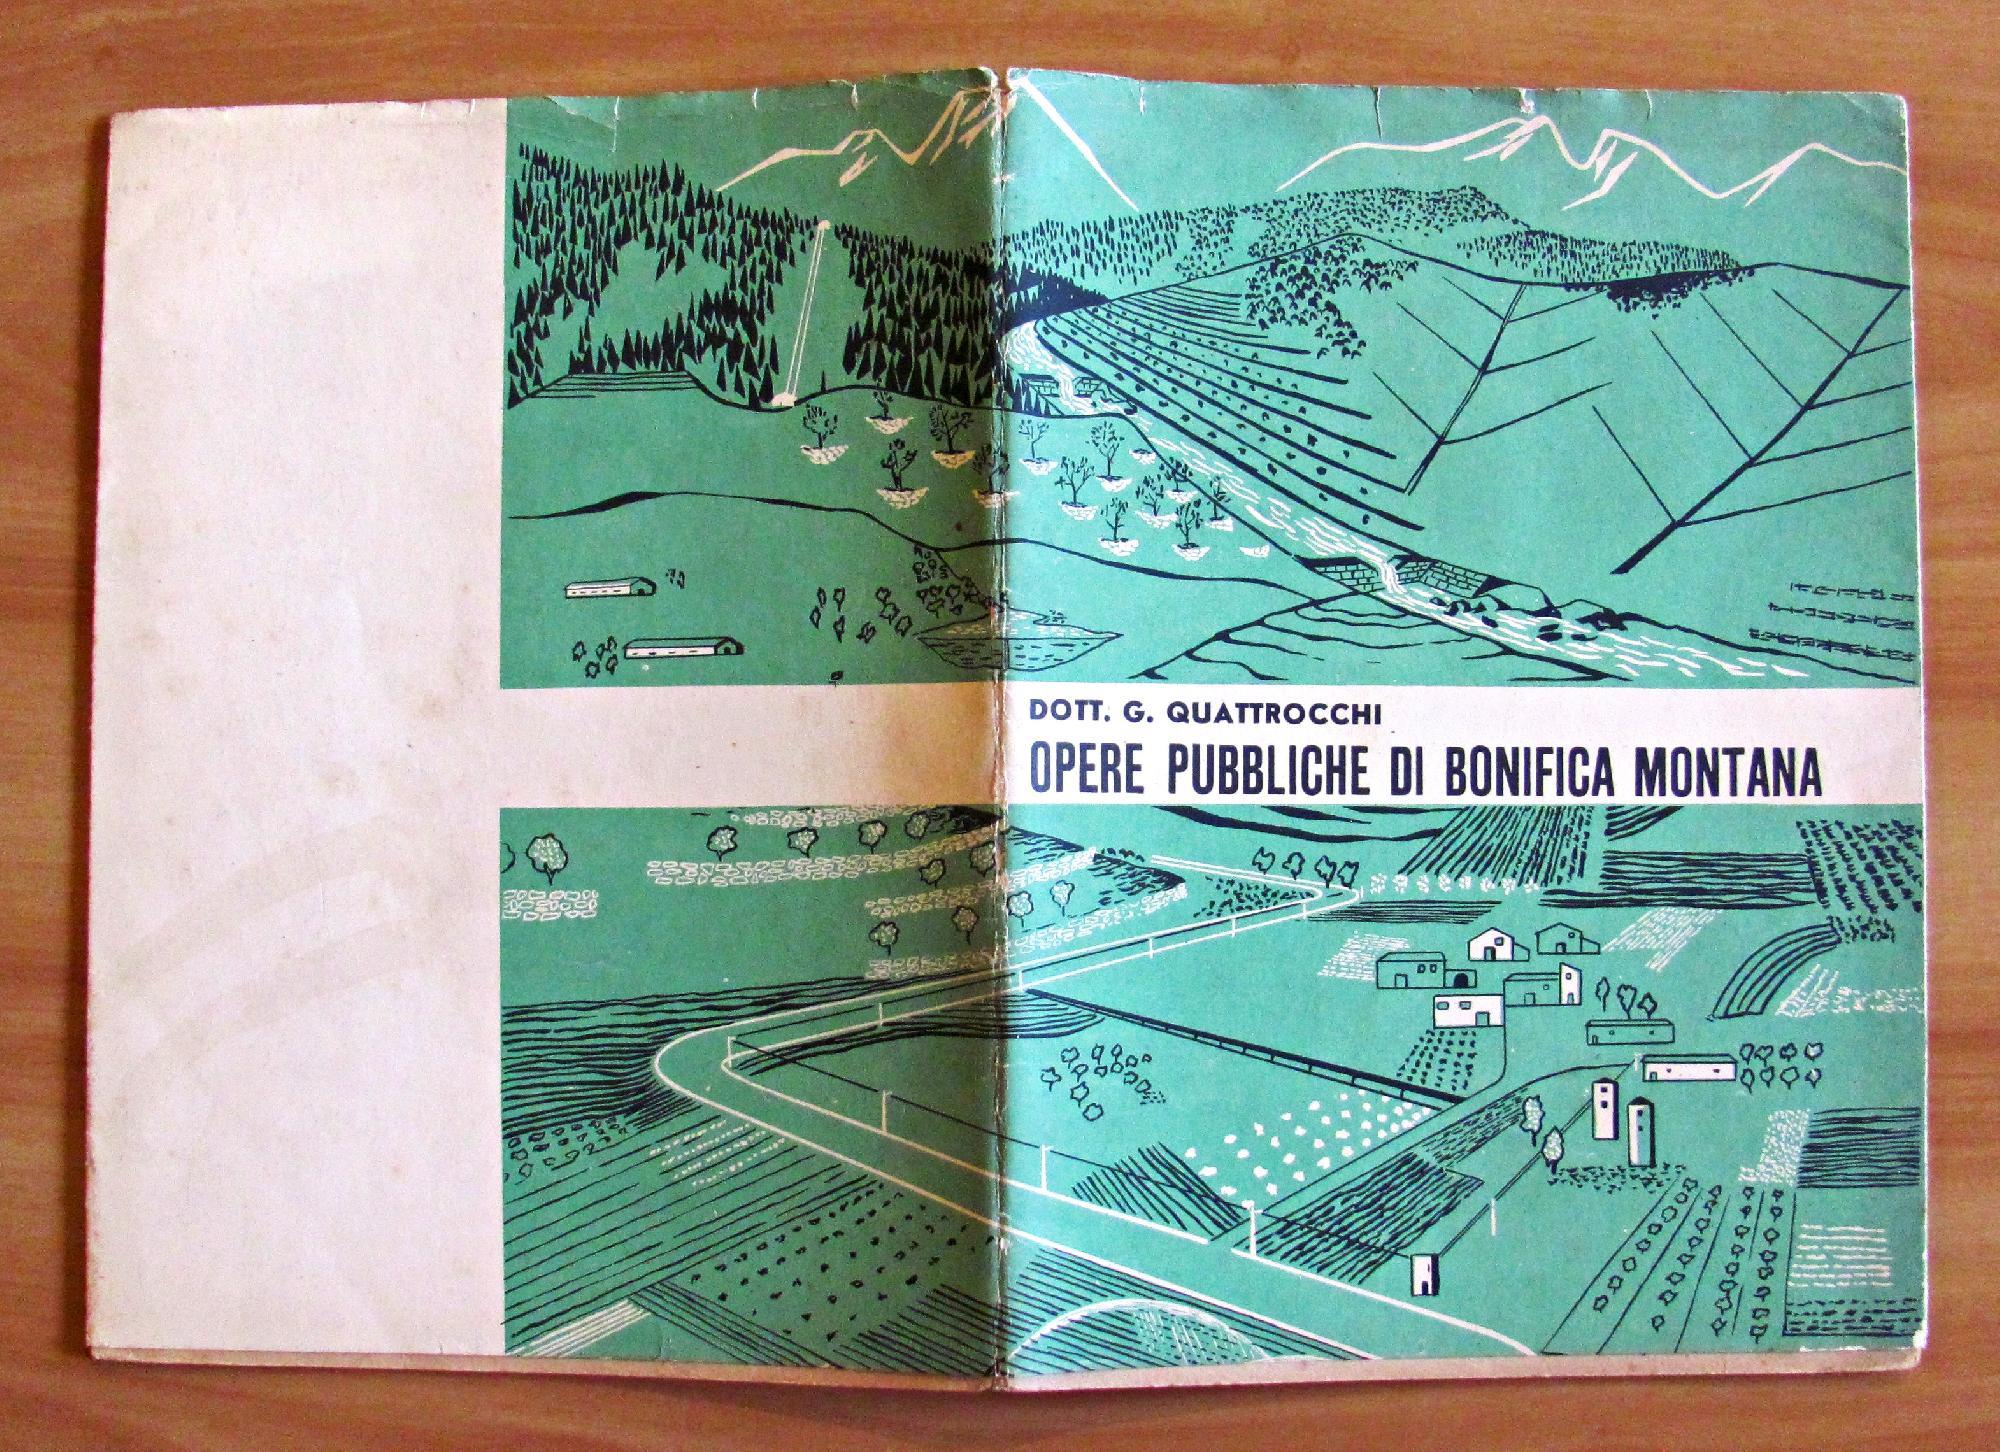 DOTT. G. QUATTROCCHI
OPERE PUBBLICHE DI BONIFICA MONTANA